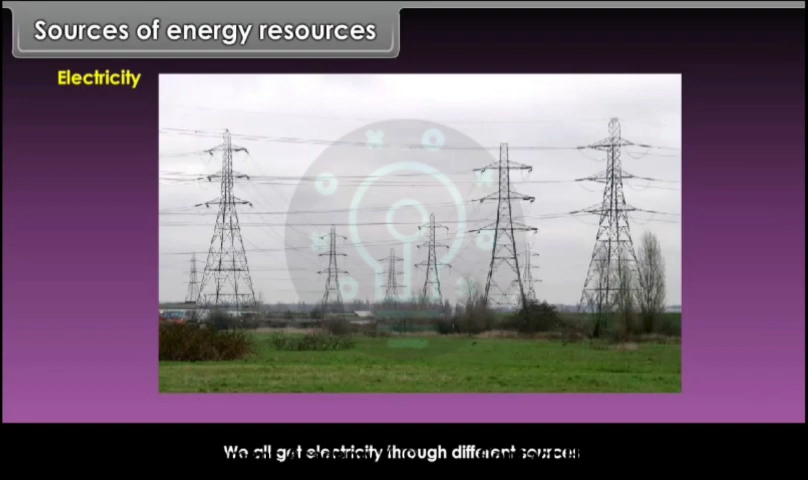 Sources of energy resources
Electricity
We all get electricity through different sources